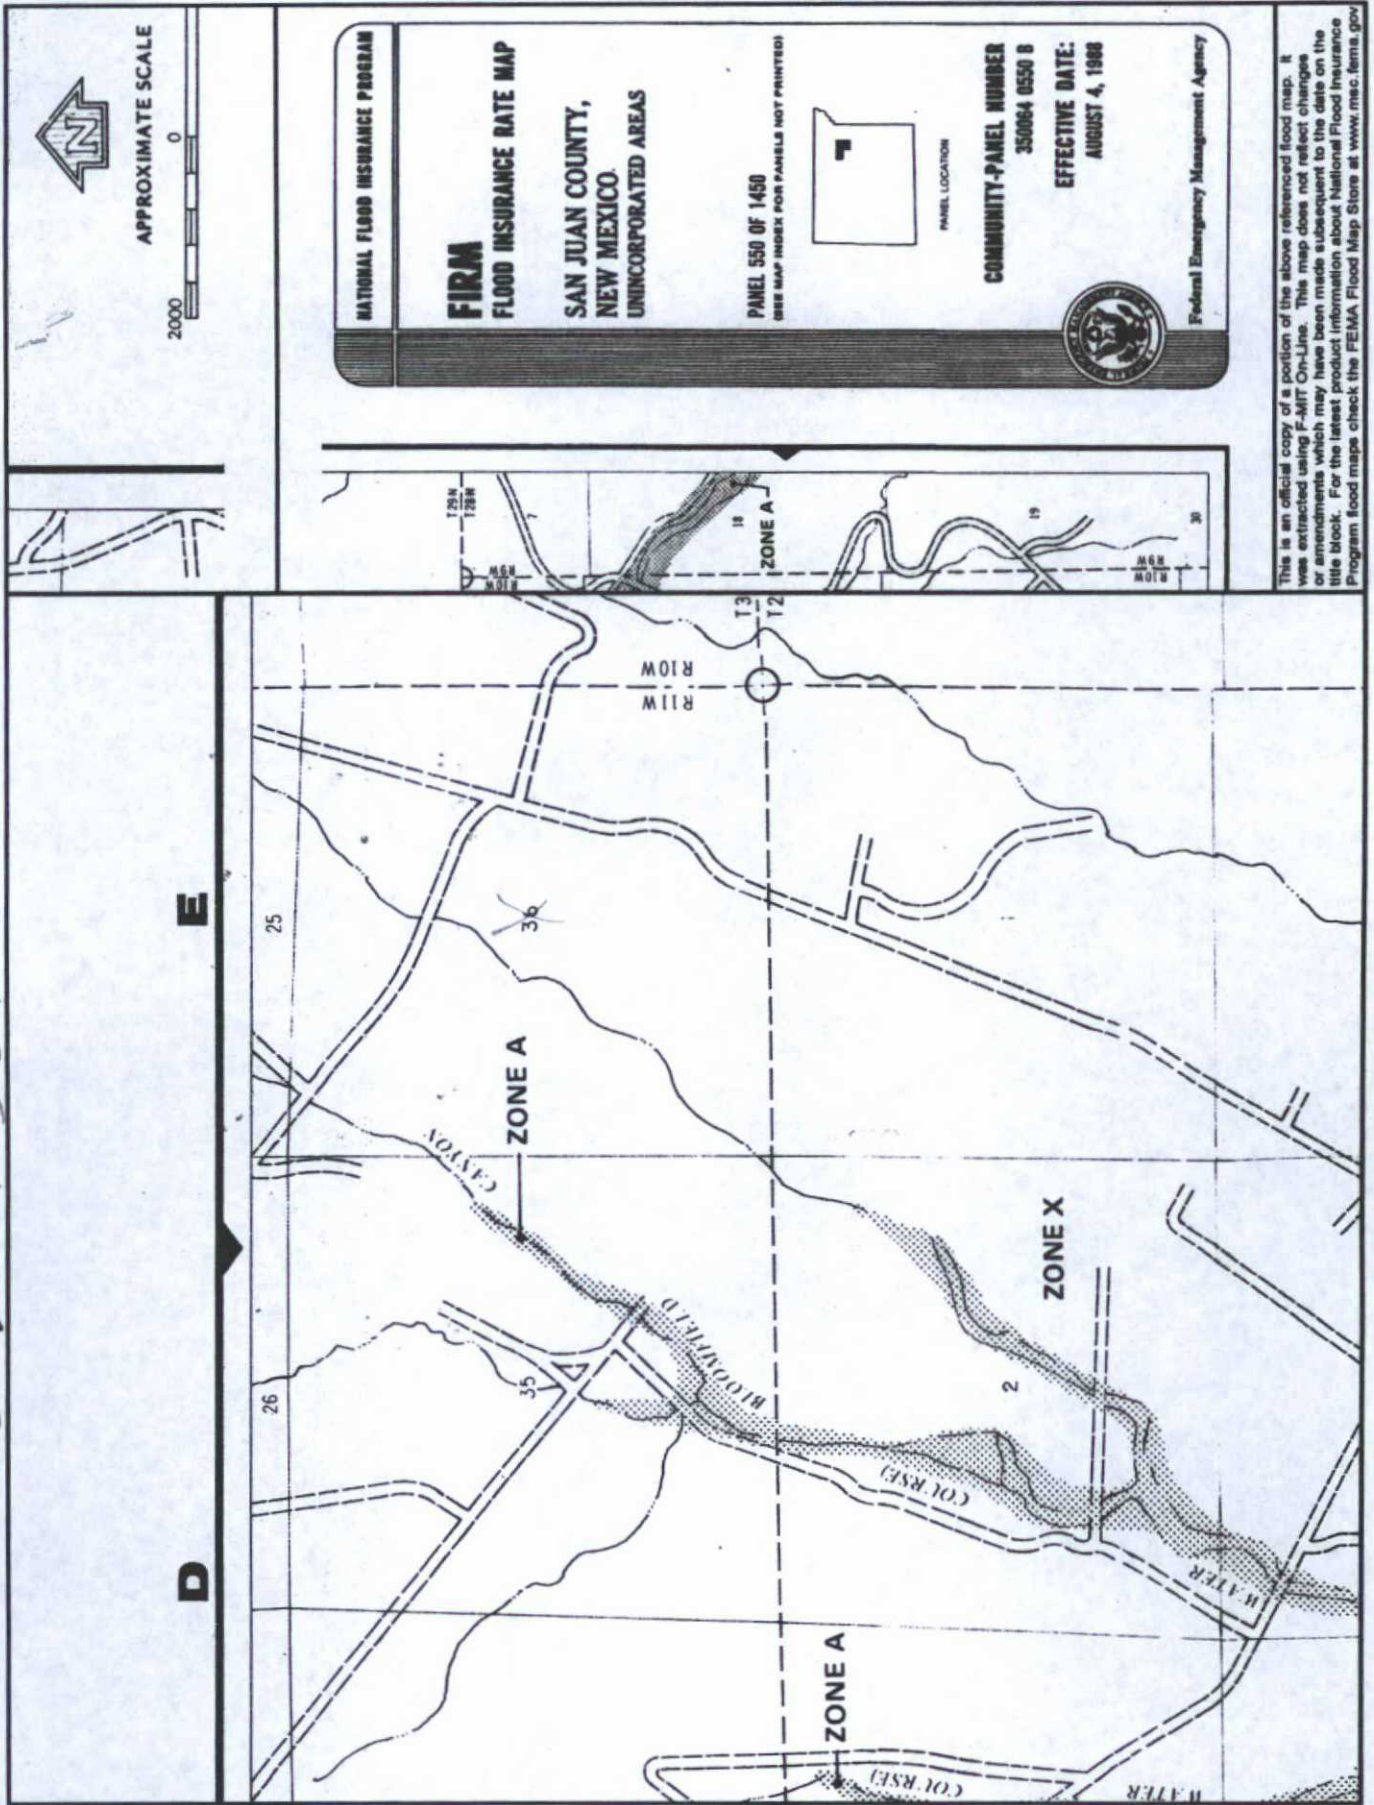 APPROXIMATE SCALE
2000 0
N
NATIONAL FLOOD INSURANCE PROGRAM
FIRM
FLOOD INSURANCE RATE MAP
SAN JUAN COUNTY,
NEW MEXICO
UNINCORPORATED AREAS
PANEL 550 OF 1450
(SEE MAP INDEX FOR PANELS NOT PRINTED)
PANEL LOCATION
COMMUNITY-PANEL NUMBER
350064 0550 B
EFFECTIVE DATE:
AUGUST 4, 1988
Federal Emergency Management Agency
This is an official copy of a portion of the above referenced flood map. It
was extracted using F-MIT On-Line. This map does not reflect changes
or amendments which may have been made subsequent to the date on the
title block. For the latest product information about National Flood Insurance
Program flood maps check the FEMA Flood Map Store at www.msc.fema.gov
T29N
T28N
R10W
R9W
7
18
ZONE A
19
R10W
R9W
30
D
E
26
25
35
36
CANYON
ZONE A
BLOOMFIELD
R11W
R10W
T3
T2
COURSE)
2
ZONE X
WATER
ZONE A
COURSE)
WATER